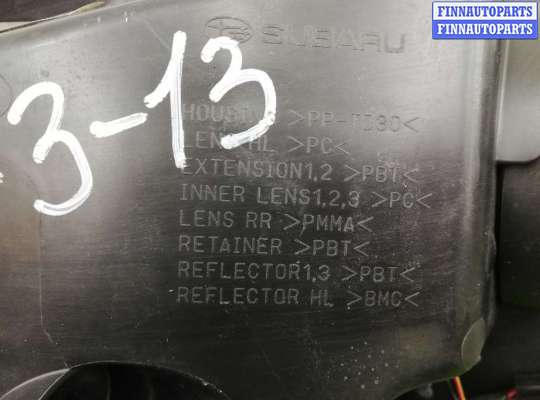 FINNAUTOPARTS
FINNAUTOPARTS
SUBARU
3-13
HOUSING >PP-TD30<
LENS HL >PC<
EXTENSION1,2 >PBT<
INNER LENS1,2,3 >PC<
LENS RR >PMMA<
RETAINER >PBT<
REFLECTOR1,3 >PBT<
REFLECTOR HL >BMC<